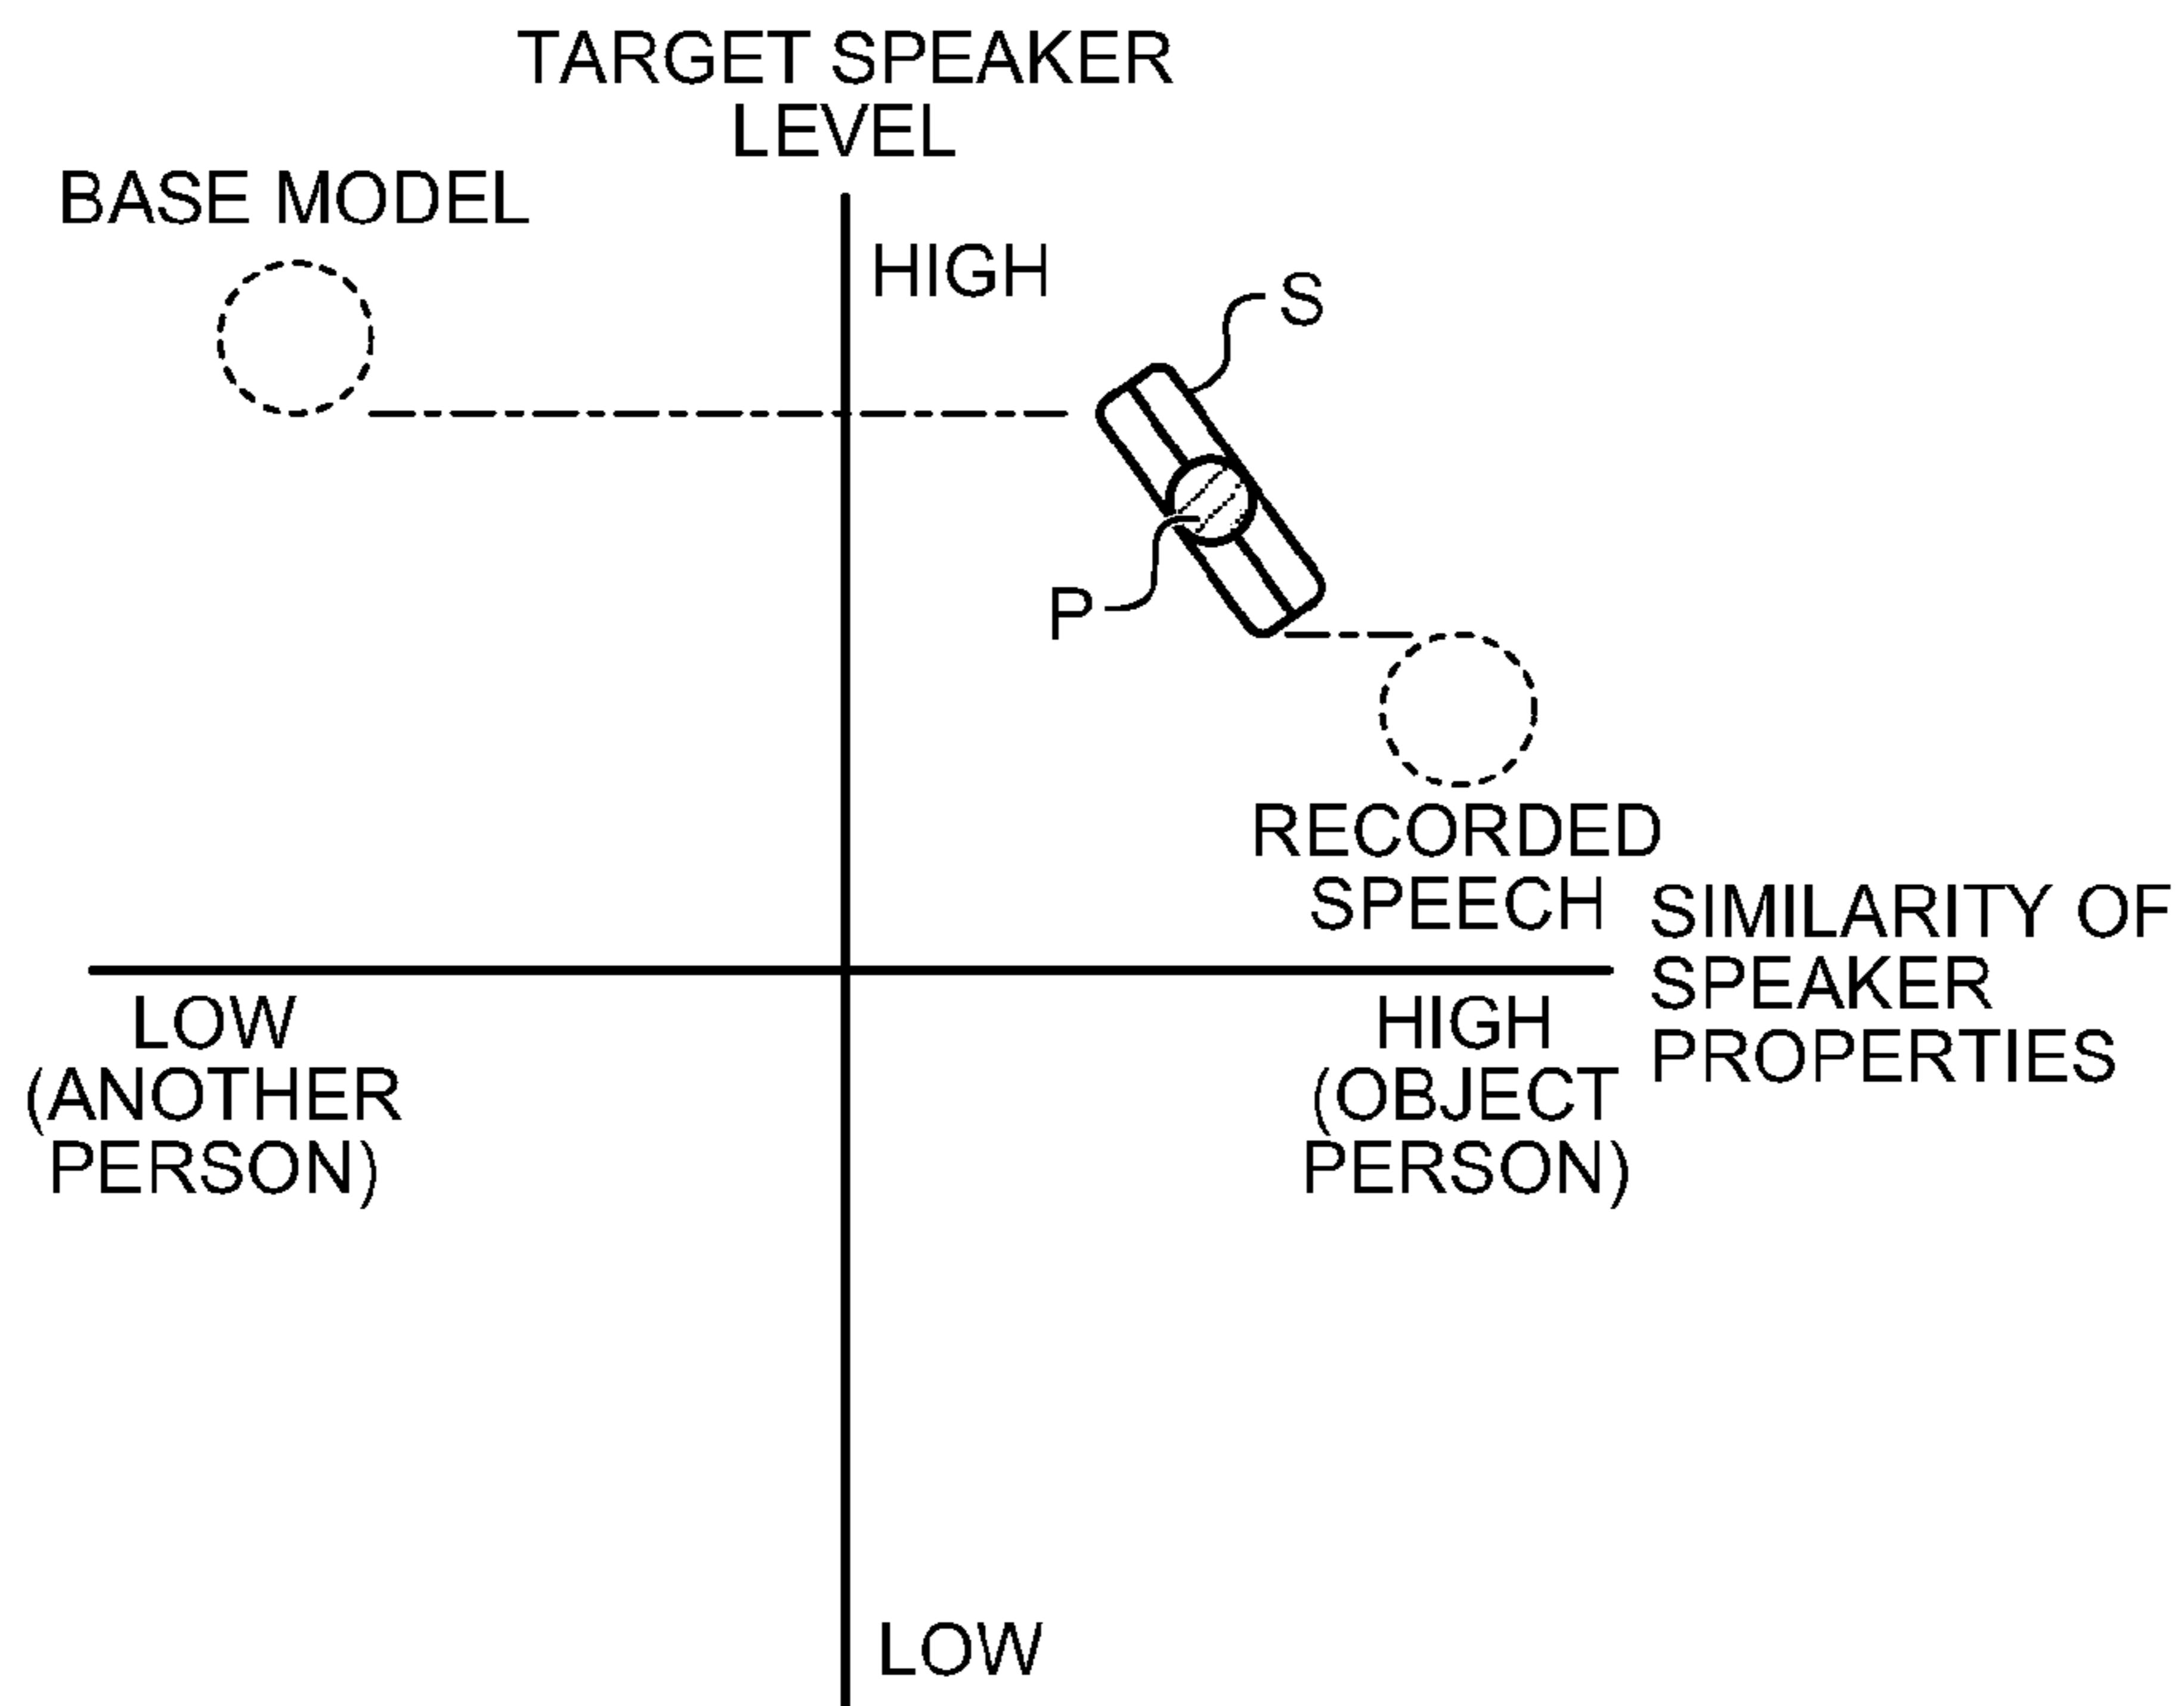 TARGET SPEAKER
LEVEL
BASE MODEL
HIGH
S
P
RECORDED
SPEECH
SIMILARITY OF
SPEAKER
PROPERTIES
LOW
(ANOTHER
PERSON)
HIGH
(OBJECT
PERSON)
LOW